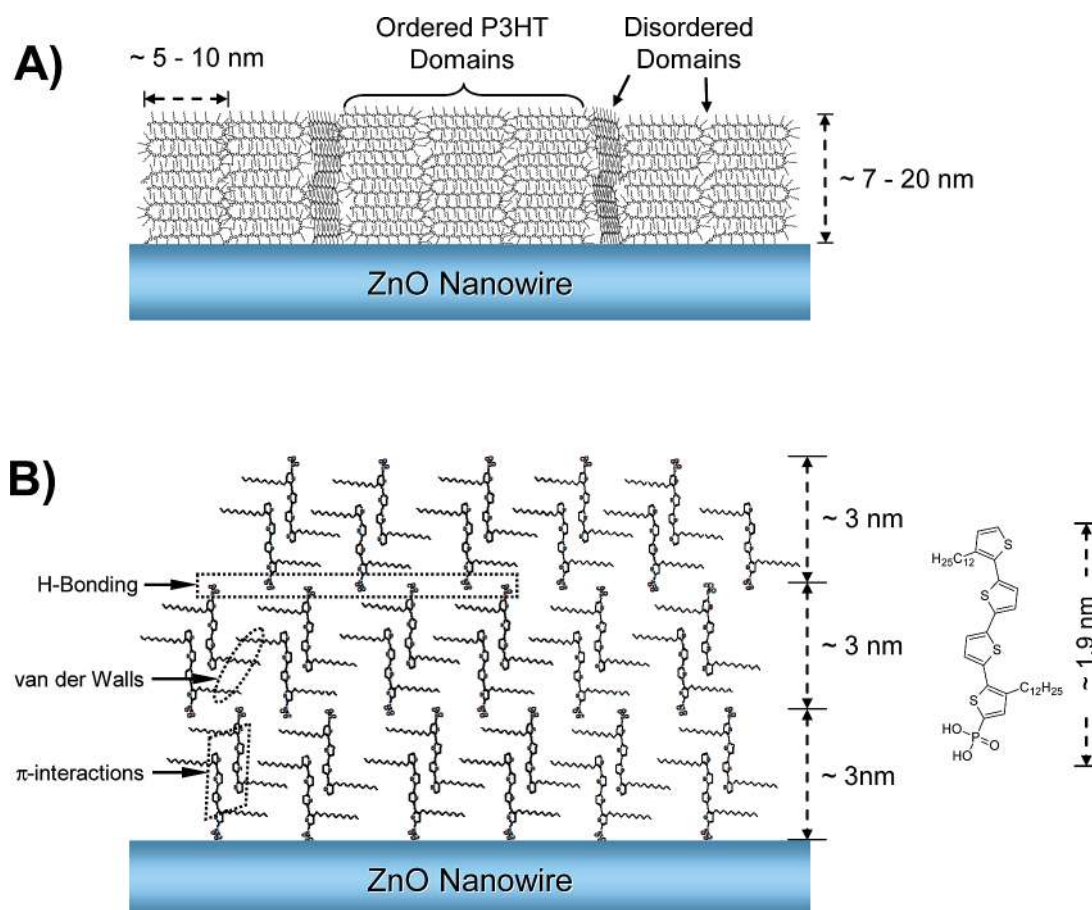 A)
~ 5 - 10 nm
Ordered P3HT
Domains
Disordered
Domains
~ 7 - 20 nm
ZnO Nanowire
B)
H-Bonding
van der Walls
π-interactions
~ 3 nm
~ 3 nm
~ 3nm
H25C12
S
S
S
S
C12H25
HO
P
O
HO
~ 1.9 nm
ZnO Nanowire